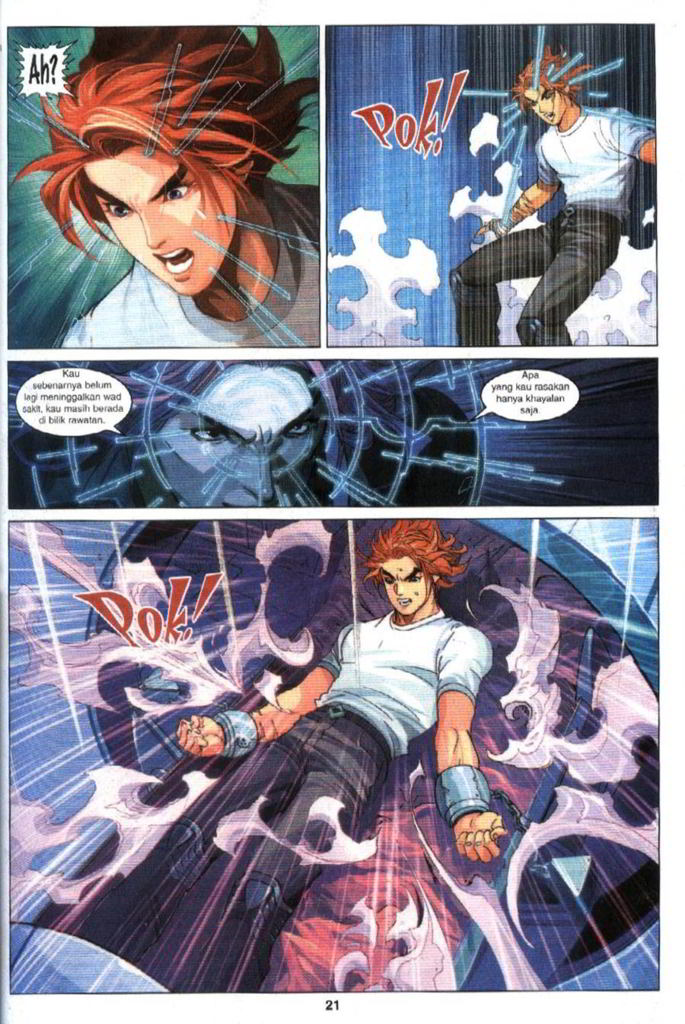 Ah?
Pok!
Kau
sebenarnya belum
lagi meninggalkan wad
sakit, kau masih berada
di bilik rawatan.
Apa
yang kau rasakan
hanya khayalan
saja.
Pok!
21